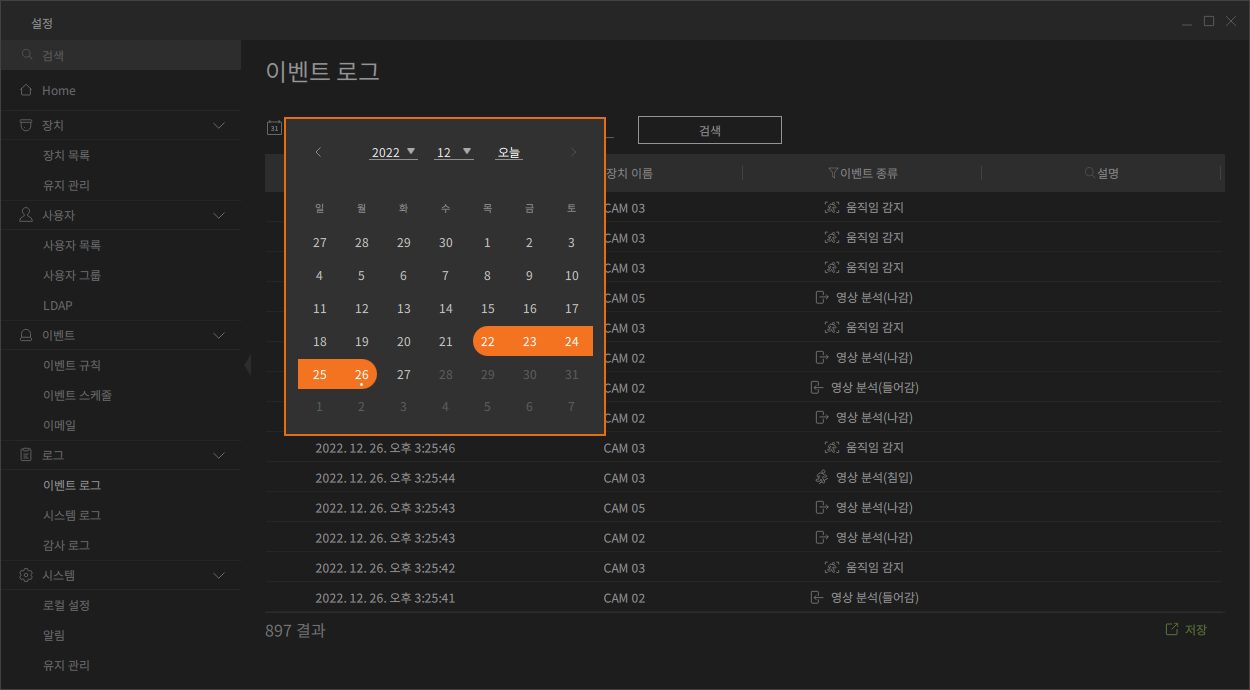 설정
검색
Home
장치
장치 목록
유지 관리
사용자
사용자 목록
사용자 그룹
LDAP
이벤트
이벤트 규칙
이벤트 스케줄
이메일
로그
이벤트 로그
시스템 로그
감사 로그
시스템
로컬 설정
알림
유지 관리
이벤트 로그
31
검색
2022 12 오늘
일 월 화 수 목 금 토
27 28 29 30 1 2 3
4 5 6 7 8 9 10
11 12 13 14 15 16 17
18 19 20 21 22 23 24
25 26 27 28 29 30 31
1 2 3 4 5 6 7
장치 이름 이벤트 종류 설명
CAM 03 움직임 감지
CAM 03 움직임 감지
CAM 03 움직임 감지
CAM 05 영상 분석(나감)
CAM 03 움직임 감지
CAM 02 영상 분석(나감)
CAM 02 영상 분석(들어감)
CAM 02 영상 분석(나감)
2022. 12. 26. 오후 3:25:46 CAM 03 움직임 감지
2022. 12. 26. 오후 3:25:44 CAM 03 영상 분석(침입)
2022. 12. 26. 오후 3:25:43 CAM 05 영상 분석(나감)
2022. 12. 26. 오후 3:25:43 CAM 02 영상 분석(나감)
2022. 12. 26. 오후 3:25:42 CAM 03 움직임 감지
2022. 12. 26. 오후 3:25:41 CAM 02 영상 분석(들어감)
897 결과
저장